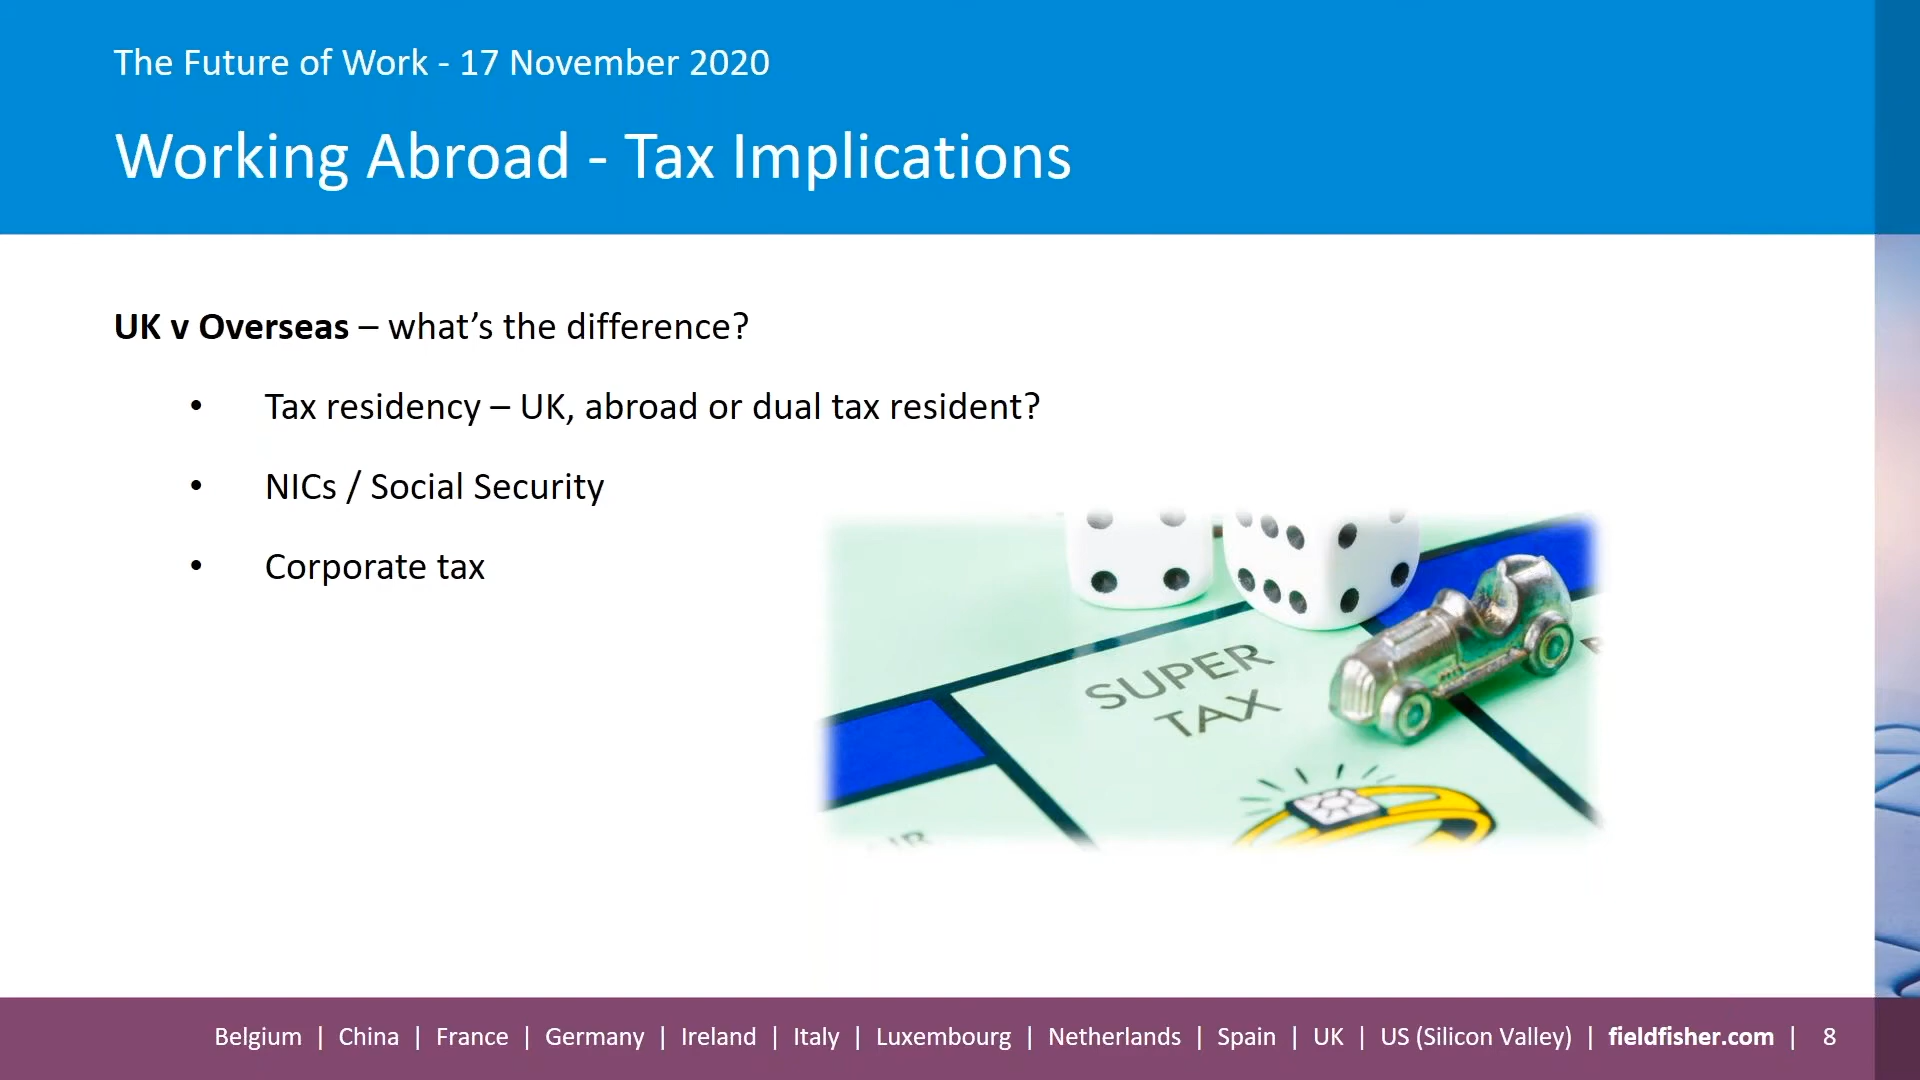 The Future of Work - 17 November 2020
Working Abroad - Tax Implications
UK v Overseas – what’s the difference?
• Tax residency – UK, abroad or dual tax resident?
• NICs / Social Security
• Corporate tax
SUPER
TAX
Belgium | China | France | Germany | Ireland | Italy | Luxembourg | Netherlands | Spain | UK | US (Silicon Valley) | fieldfisher.com | 8